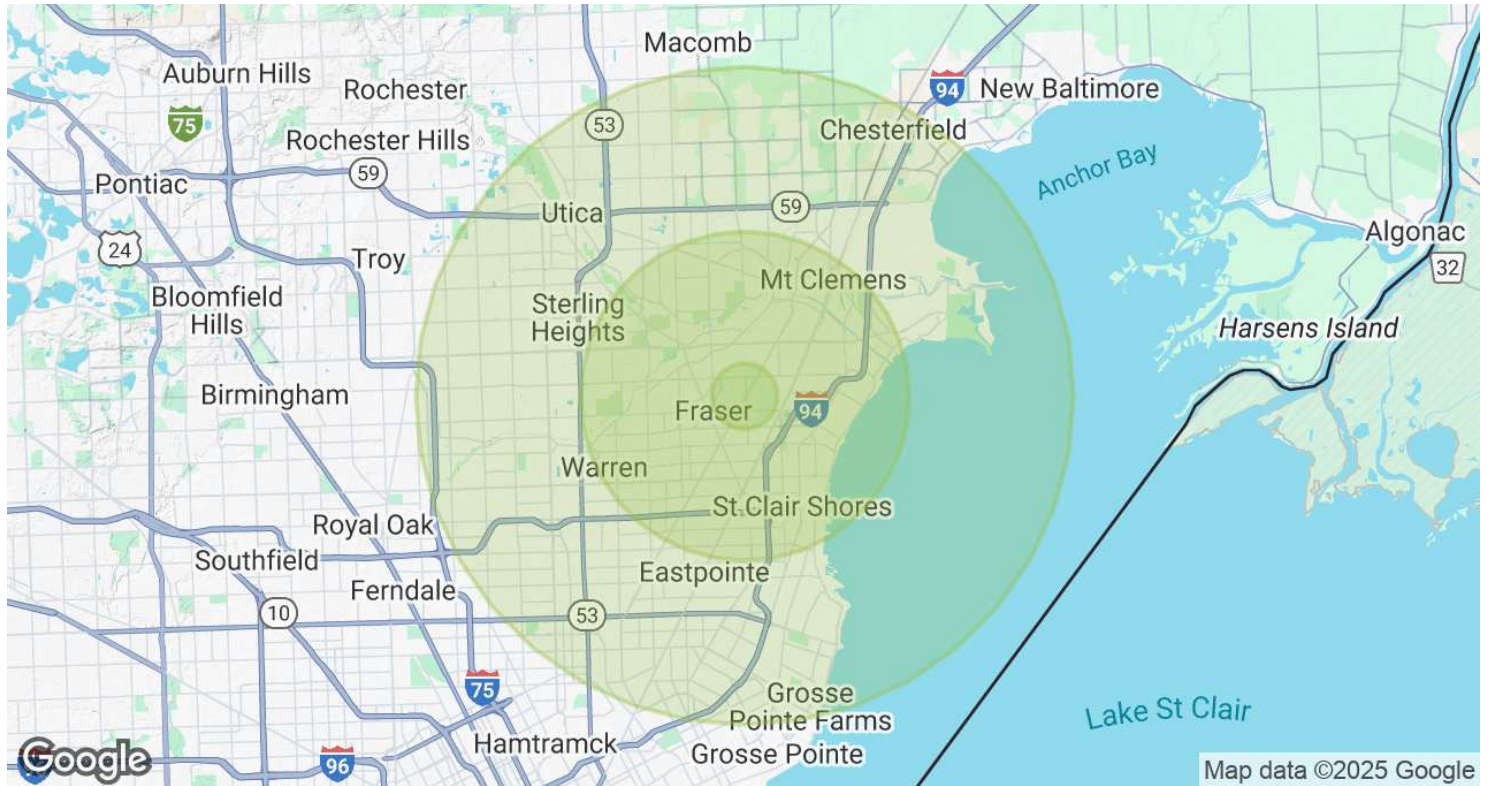 Macomb
Auburn Hills
Rochester
75
94
New Baltimore
53
Chesterfield
Rochester Hills
59
Anchor Bay
Pontiac
Utica
59
24
Troy
Algonac
32
Mt Clemens
Bloomfield
Hills
Sterling
Heights
Harsens Island
Birmingham
Fraser
94
Warren
St Clair Shores
Royal Oak
Southfield
Eastpointe
Ferndale
10
53
75
Grosse
Pointe Farms
Lake St Clair
Hamtramck
Grosse Pointe
96
Google
Map data ©2025 Google